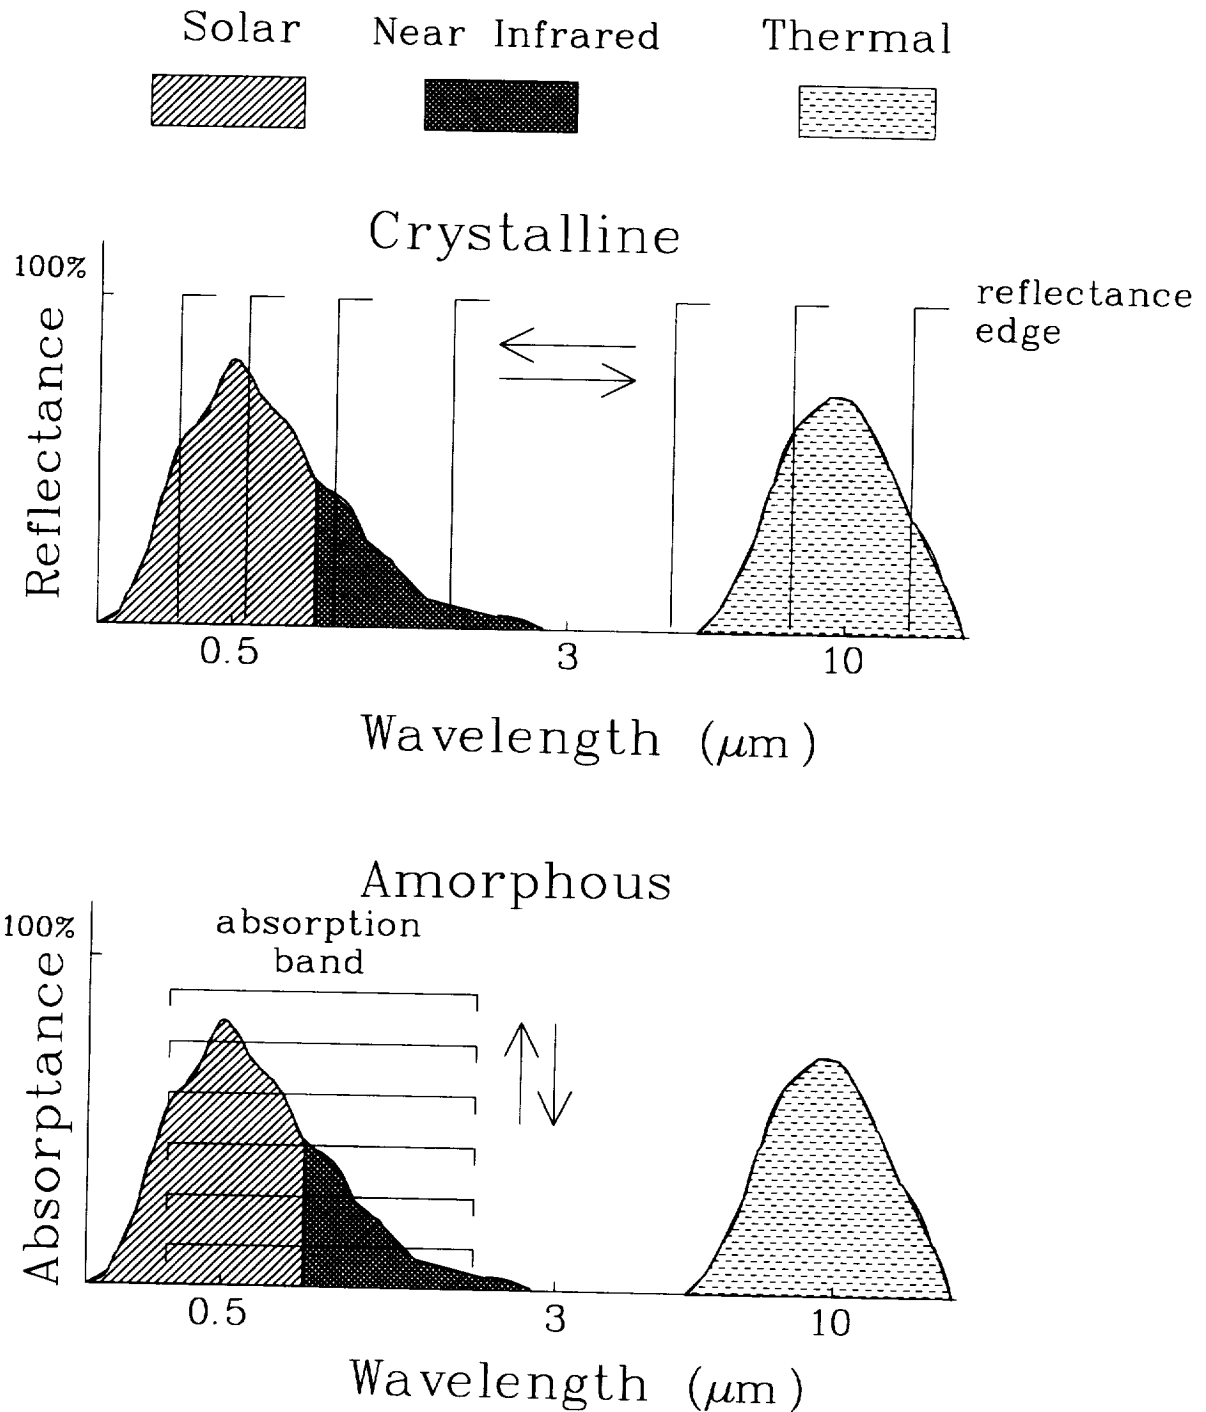 Solar Near Infrared Thermal
Crystalline
100%
reflectance
edge
Reflectance
0.5 3 10
Wavelength (μm)
Amorphous
100%
absorption
band
Absorptance
0.5 3 10
Wavelength (μm)